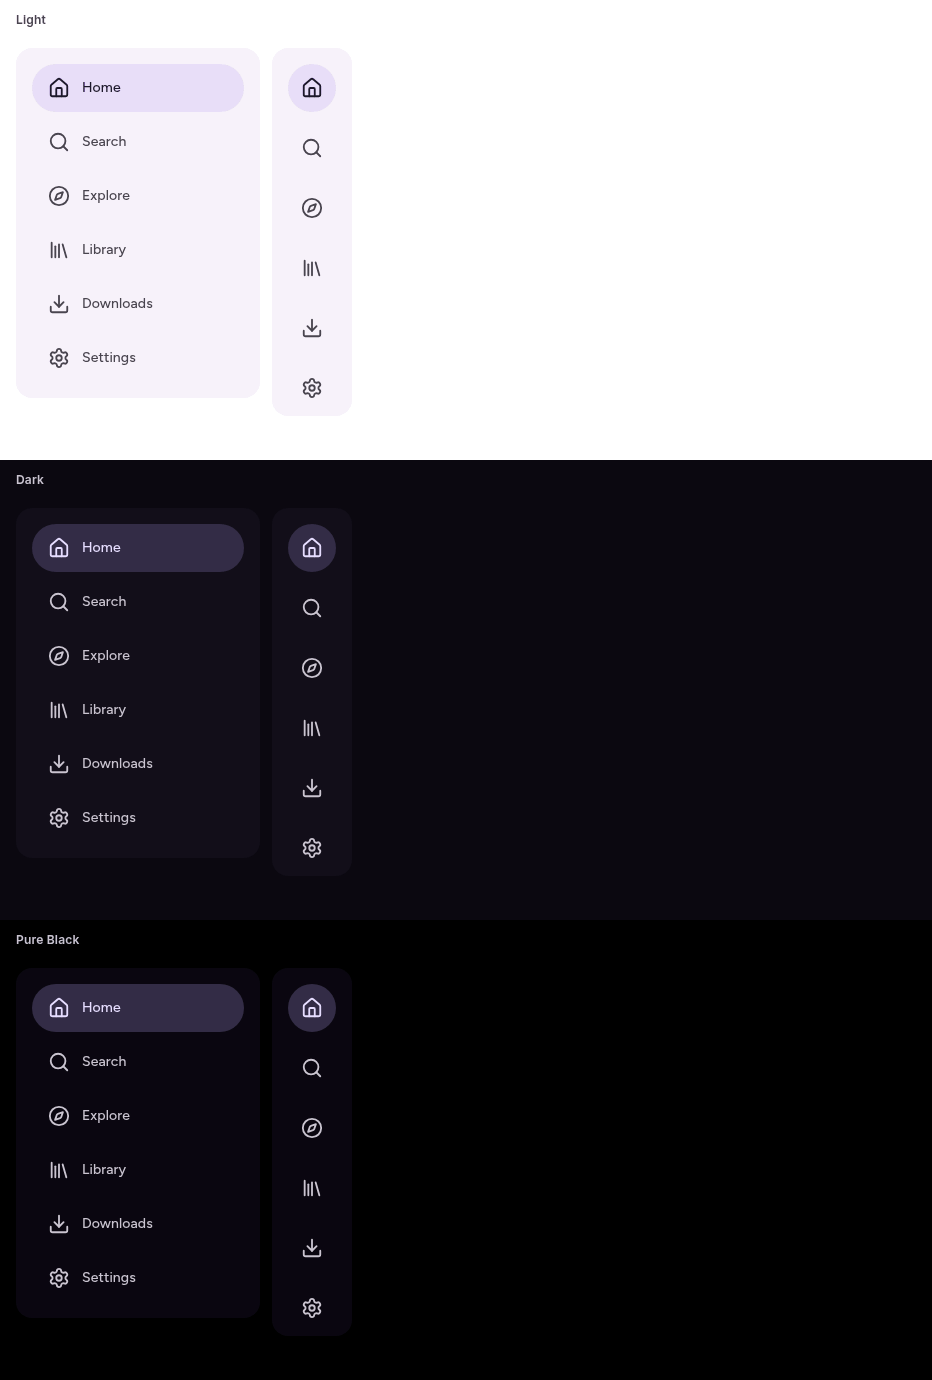 Light
Home
Search
Explore
Library
Downloads
Settings
Dark
Home
Search
Explore
Library
Downloads
Settings
Pure Black
Home
Search
Explore
Library
Downloads
Settings